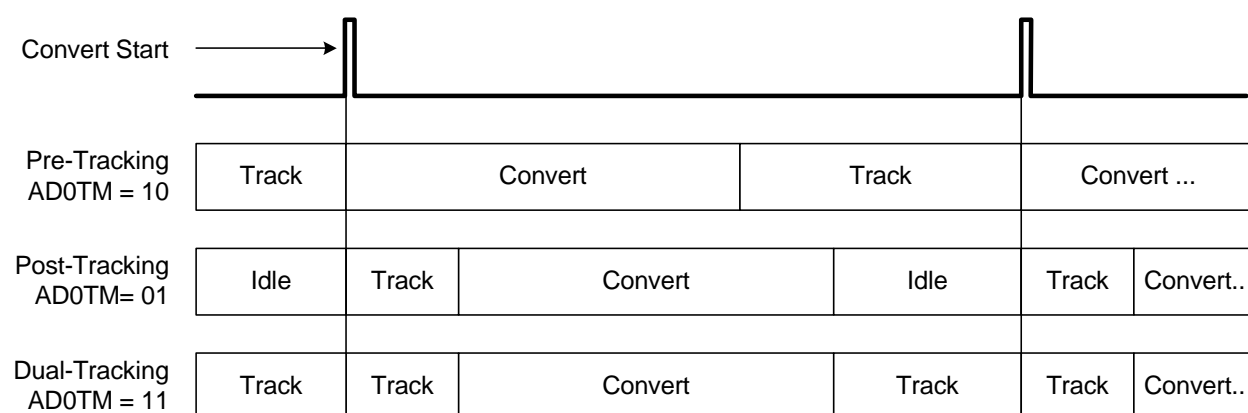 Convert Start
Pre-Tracking
AD0TM = 10
Track
Convert
Track
Convert ...
Post-Tracking
AD0TM= 01
Idle
Track
Convert
Idle
Track
Convert..
Dual-Tracking
AD0TM = 11
Track
Track
Convert
Track
Track
Convert..